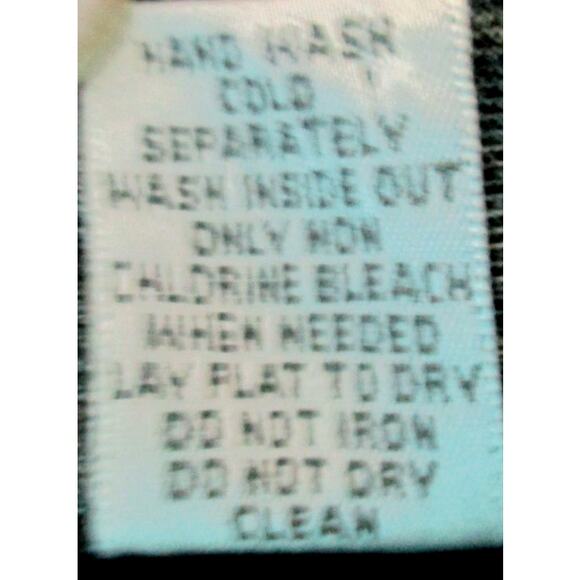 HAND WASH
COLD
SEPARATELY
WASH INSIDE OUT
ONLY NON
CHLORINE BLEACH
WHEN NEEDED
LAY FLAT TO DRY
DO NOT IRON
DO NOT DRY
CLEAN